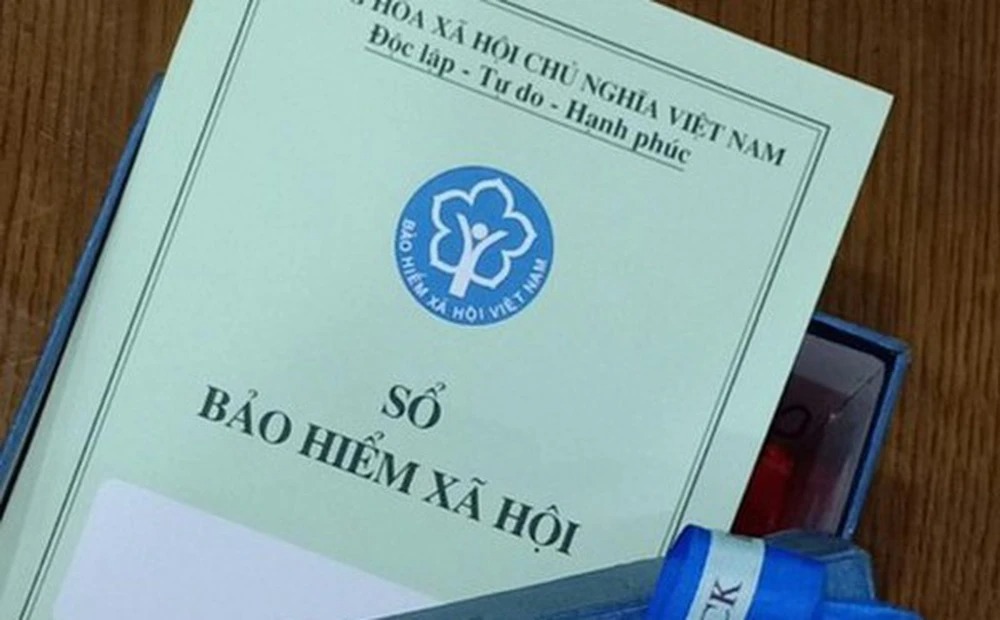 HÒA XÃ HỘI CHỦ NGHĨA VIỆT NAM
Độc lập - Tự do - Hạnh phúc
BẢO HIỂM XÃ HỘI VIỆT NAM
SỔ
BẢO HIỂM XÃ HỘI
CK